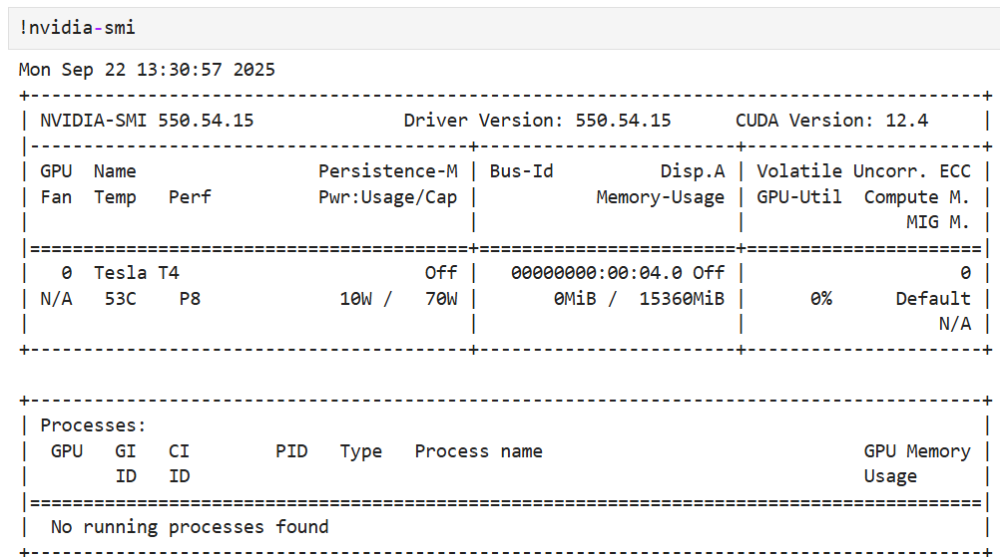 !nvidia-smi
Mon Sep 22 13:30:57 2025
+-----------------------------------------------------------------------------------------+
| NVIDIA-SMI 550.54.15              Driver Version: 550.54.15      CUDA Version: 12.4     |
|-----------------------------------------+------------------------+----------------------+
| GPU  Name                 Persistence-M | Bus-Id          Disp.A | Volatile Uncorr. ECC |
| Fan  Temp   Perf          Pwr:Usage/Cap |           Memory-Usage | GPU-Util  Compute M. |
|                                         |                        |               MIG M. |
|=========================================+========================+======================|
|   0  Tesla T4                       Off |   00000000:00:04.0 Off |                    0 |
| N/A   53C    P8             10W /   70W |       0MiB /  15360MiB |      0%      Default |
|                                         |                        |                  N/A |
+-----------------------------------------+------------------------+----------------------+
+-----------------------------------------------------------------------------------------+
| Processes:                                                                              |
|  GPU   GI   CI        PID   Type   Process name                              GPU Memory |
|        ID   ID                                                               Usage      |
|=========================================================================================|
|  No running processes found                                                             |
+-----------------------------------------------------------------------------------------+